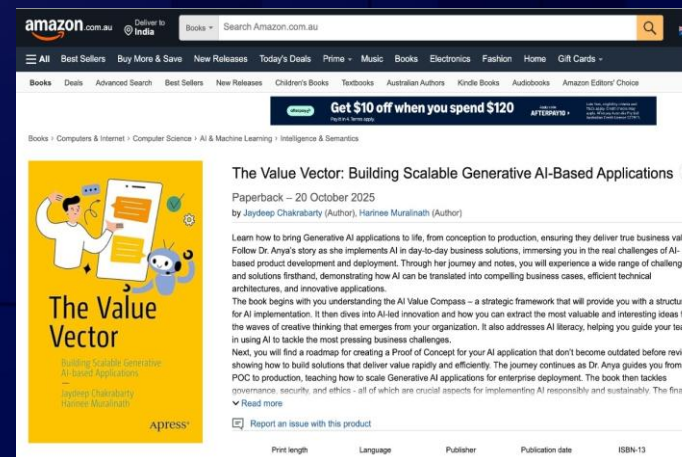 amazon.com.au
Deliver to
India
Books
Search Amazon.com.au
All Best Sellers Buy More & Save New Releases Today's Deals Prime Music Books Electronics Fashion Home Gift Cards
Books Deals Advanced Search Best Sellers New Releases Children's Books Textbooks Australian Authors Kindle Books Audiobooks Amazon Editors' Choice
afterpay
Get $10 off when you spend $120
Pay it in 4. Terms apply.
AFTERPAY10
Books > Computers & Internet > Computer Science > AI & Machine Learning > Intelligence & Semantics
The Value Vector: Building Scalable Generative AI-Based Applications
Paperback – 20 October 2025
by Jaydeep Chakrabarty (Author), Harinee Muralinath (Author)
Learn how to bring Generative AI applications to life, from conception to production, ensuring they deliver true business val
Follow Dr. Anya's story as she implements AI in day-to-day business solutions, immersing you in the real challenges of AI-
based product development and deployment. Through her journey and notes, you will experience a wide range of challeng
and solutions firsthand, demonstrating how AI can be translated into compelling business cases, efficient technical
architectures, and innovative applications.
The book begins with you understanding the AI Value Compass – a strategic framework that will provide you with a structu
for AI implementation. It then dives into AI-led innovation and how you can extract the most valuable and interesting ideas
the waves of creative thinking that emerges from your organization. It also addresses AI literacy, helping you guide your tea
in using AI to tackle the most pressing business challenges.
Next, you will find a roadmap for creating a Proof of Concept for your AI application that don't become outdated before revie
showing how to build solutions that deliver value rapidly and efficiently. The journey continues as Dr. Anya guides you from
POC to production, teaching how to scale Generative AI applications for enterprise deployment. The book then tackles
governance, security, and ethics - all of which are crucial aspects for implementing AI responsibly and sustainably. The fina
Read more
Report an issue with this product
Print length Language Publisher Publication date ISBN-13
The Value
Vector
Building Scalable Generative
AI-based Applications
Jaydeep Chakrabarty
Harinee Muralinath
Apress®